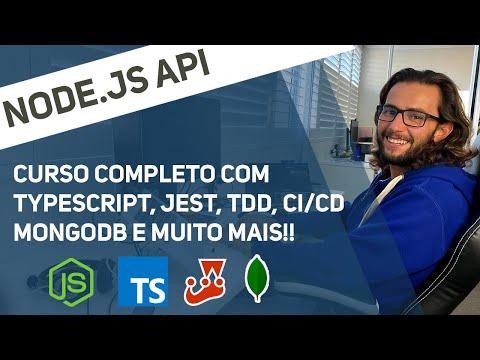 NODE.JS API
CURSO COMPLETO COM
TYPESCRIPT, JEST, TDD, CI/CD
MONGODB E MUITO MAIS!!
JS
TS